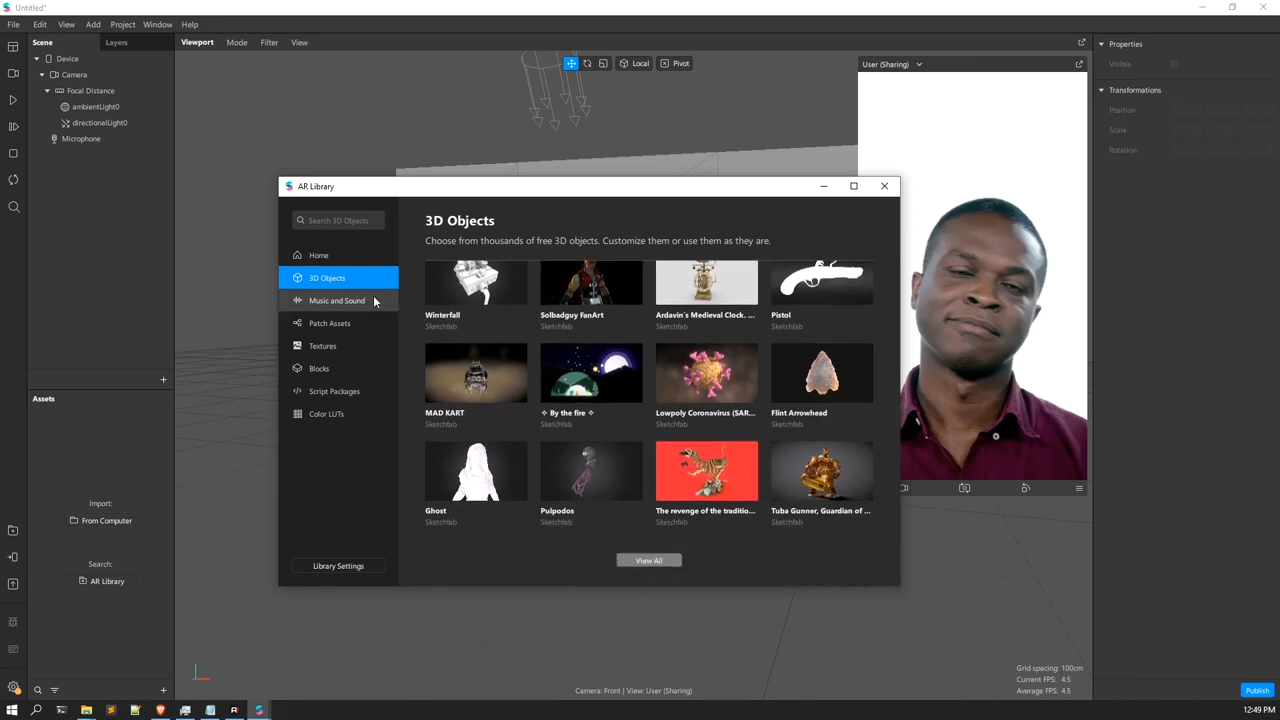 Untitled*
File Edit View Add Project Window Help
Scene Layers
Device
Camera
Focal Distance
ambientLight0
directionalLight0
Microphone
Assets
Import:
From Computer
Search:
AR Library
Viewport Mode Filter View
Local Pivot
User (Sharing)
AR Library
Search 3D Objects
Home
3D Objects
Music and Sound
Patch Assets
Textures
Blocks
Script Packages
Color LUTs
Library Settings
3D Objects
Choose from thousands of free 3D objects. Customize them or use them as they are.
Winterfall Solbadguy FanArt Ardavin´s Medieval Clock. ... Pistol
Sketchfab Sketchfab Sketchfab Sketchfab
MAD KART ✧ By the fire ✧ Lowpoly Coronavirus (SAR... Flint Arrowhead
Sketchfab Sketchfab Sketchfab Sketchfab
Ghost Pulpodos The revenge of the traditio... Tuba Gunner, Guardian of ...
Sketchfab Sketchfab Sketchfab Sketchfab
View All
Camera: Front | View: User (Sharing)
Grid spacing: 100cm
Current FPS: 4.5
Average FPS: 4.5
Properties
Visible
Transformations
Position
Scale
Rotation
Publish
12:49 PM